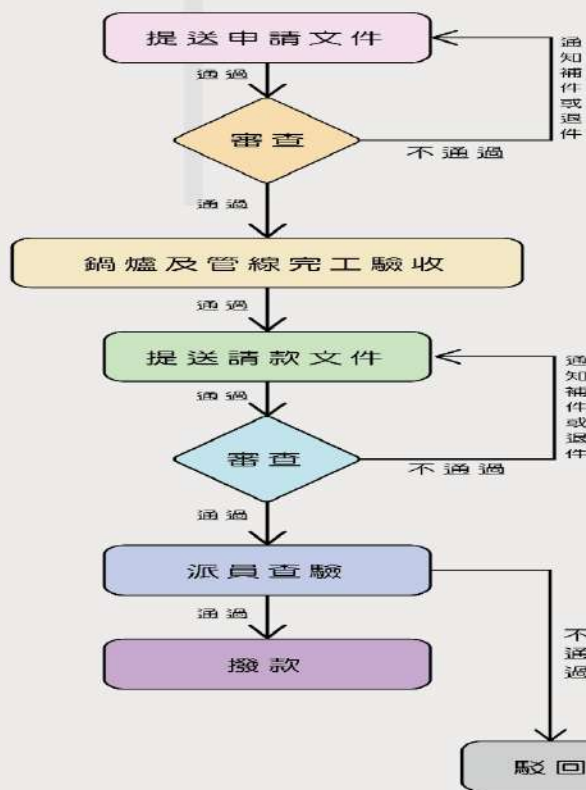 提送申請文件
通知補件或退件
通過
審查
不通過
通過
鍋爐及管線完工驗收
通過
提送請款文件
通知補件或退件
通過
審查
不通過
通過
派員查驗
通過
不通過
撥款
駁回